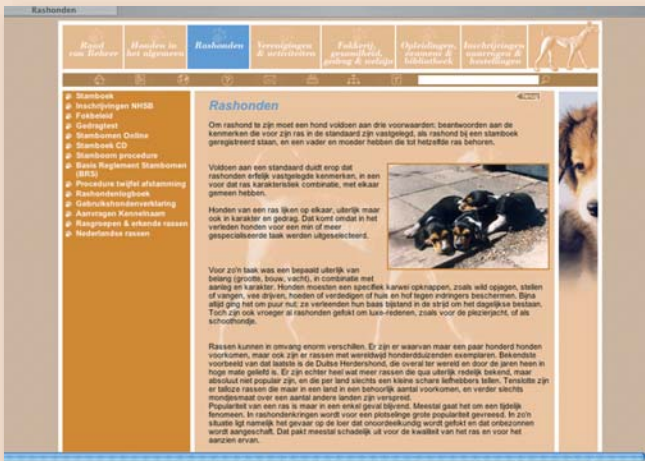 Rashonden
Raad
van Beheer
Honden in
het algemeen
Rashonden
Verenigingen
& activiteiten
Fokkerij,
gezondheid,
gedrag & welzijn
Opleidingen,
examens &
bibliotheek
Inschrijvingen
aanvragen &
bestellingen
Stamboek
Inschrijvingen NHSB
Fokbeleid
Gedragtest
Stambomen Online
Stamboek CD
Stamboom procedure
Basis Reglement Stambomen
(BRS)
Procedure twijfel afstamming
Rashondenlogboek
Gebruikshondenverklaring
Aanvragen Kennelnaam
Rasgroepen & erkende rassen
Nederlandse rassen
Rashonden
Om rashond te zijn moet een hond voldoen aan drie voorwaarden: beantwoorden aan de
kenmerken die voor zijn ras in de standaard zijn vastgelegd, als rashond bij een stamboek
geregistreerd staan, en een vader en moeder hebben die tot hetzelfde ras behoren.
Voldoen aan een standaard duidt erop dat
rashonden erfelijk vastgelegde kenmerken, in een
voor dat ras karakteristiek combinatie, met elkaar
gemeen hebben.
Honden van een ras lijken op elkaar, uiterlijk maar
ook in karakter en gedrag. Dat komt omdat in het
verleden honden voor een min of meer
gespecialiseerde taak werden uitgeselecteerd.
Voor zo'n taak was een bepaald uiterlijk van
belang (grootte, bouw, vacht), in combinatie met
aanleg en karakter. Honden moesten een specifiek karwei opknappen, zoals wild opjagen, stellen
of vangen, vee drijven, hoeden of verdedigen of huis en hof tegen indringers beschermen. Bijna
altijd ging het om puur nut; ze verleenden hun baas bijstand in de strijd om het dagelijkse bestaan.
Toch zijn ook vroeger al rashonden gefokt om luxe-redenen, zoals voor de plezierjacht, of als
schoothondje.
Rassen kunnen in omvang enorm verschillen. Er zijn er waarvan maar een paar honderd honden
voorkomen, maar ook zijn er rassen met wereldwijd honderdduizenden exemplaren. Bekendste
voorbeeld van dat laatste is de Duitse Herdershond, die overal ter wereld en door de jaren heen in
hoge mate geliefd is. Er zijn echter heel wat meer rassen die qua uiterlijk redelijk bekend, maar
absoluut niet populair zijn, en die per land slechts een kleine schare liefhebbers tellen. Tenslotte zijn
er talloze rassen die maar in een land in een behoorlijk aantal voorkomen, en verder slechts
mondjesmaat over een aantal andere landen zijn verspreid.
Populariteit van een ras is maar in een enkel geval blijvend. Meestal gaat het om een tijdelijk
fenomeen. In rashondenkringen wordt voor een plotselinge grote populariteit gevreesd. In zo'n
situatie ligt namelijk het gevaar op de loer dat onoordeelkundig wordt gefokt en dat onbezonnen
wordt aangeschaft. Dat pakt meestal schadelijk uit voor de kwaliteit van het ras en voor het
aanzien ervan.